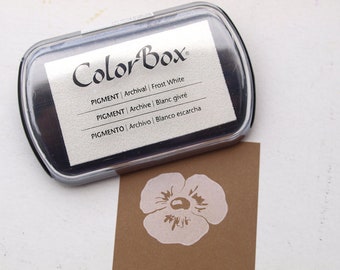 ColorBox®
PIGMENT | Archival | Frost White
PIGMENT | Archive | Blanc givré
PIGMENTO | Archivo | Blanco escarcha